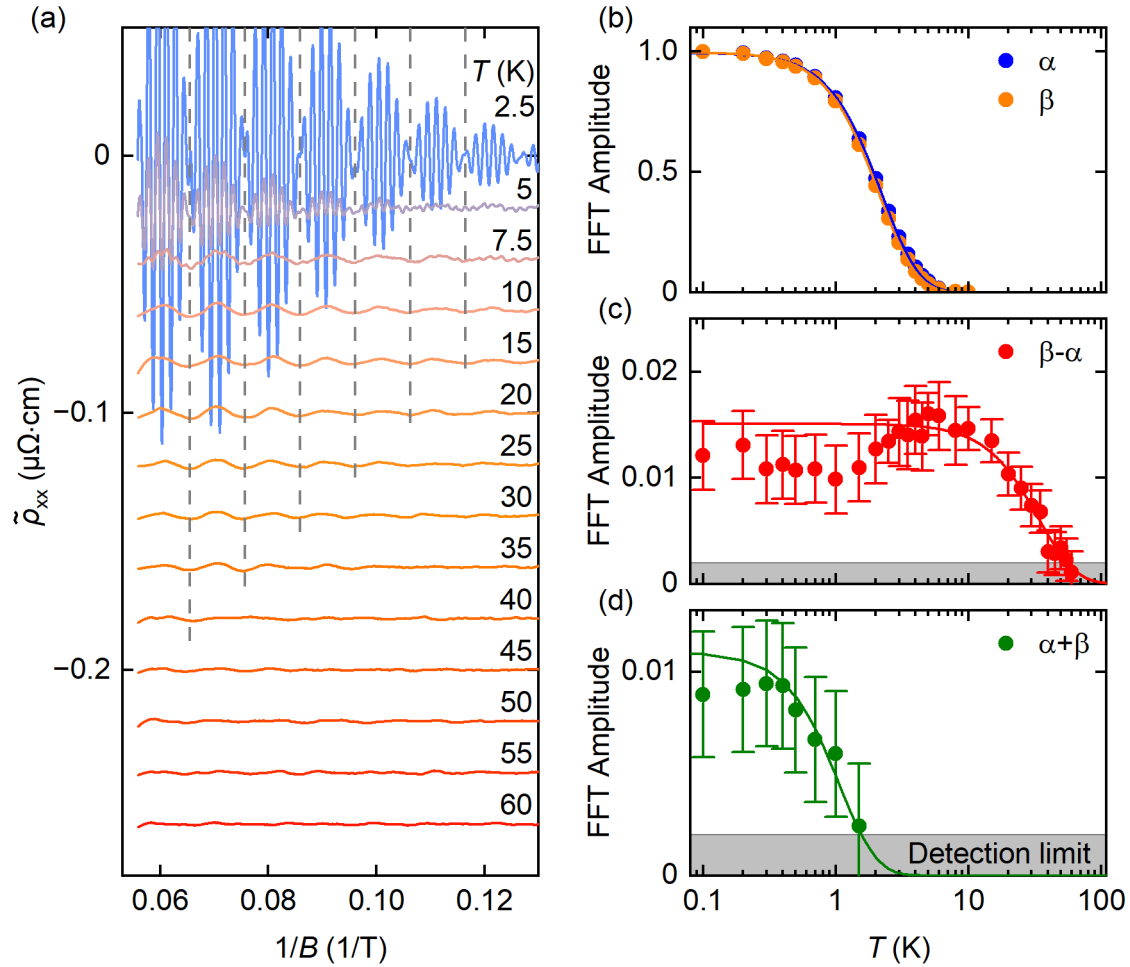 (a)
T (K)
2.5
5
7.5
10
15
20
25
30
35
40
45
50
55
60
0
−0.1
−0.2
ρ̃xx (μΩ·cm)
0.06 0.08 0.10 0.12
1/B (1/T)
(b)
α
β
1.0
0.5
0
FFT Amplitude
(c)
β-α
0.02
0.01
0
FFT Amplitude
(d)
α+β
0.01
0
FFT Amplitude
Detection limit
0.1 1 10 100
T (K)